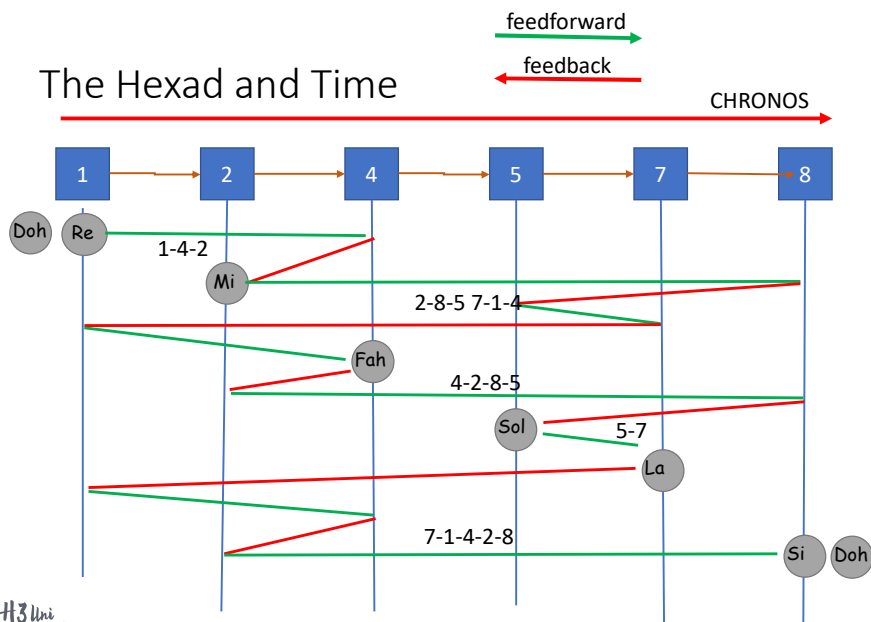 feedforward
feedback
The Hexad and Time
CHRONOS
1 2 4 5 7 8
Doh Re
1-4-2
Mi
2-8-5 7-1-4
Fah
4-2-8-5
Sol
5-7
La
7-1-4-2-8
Si Doh
H3Uni